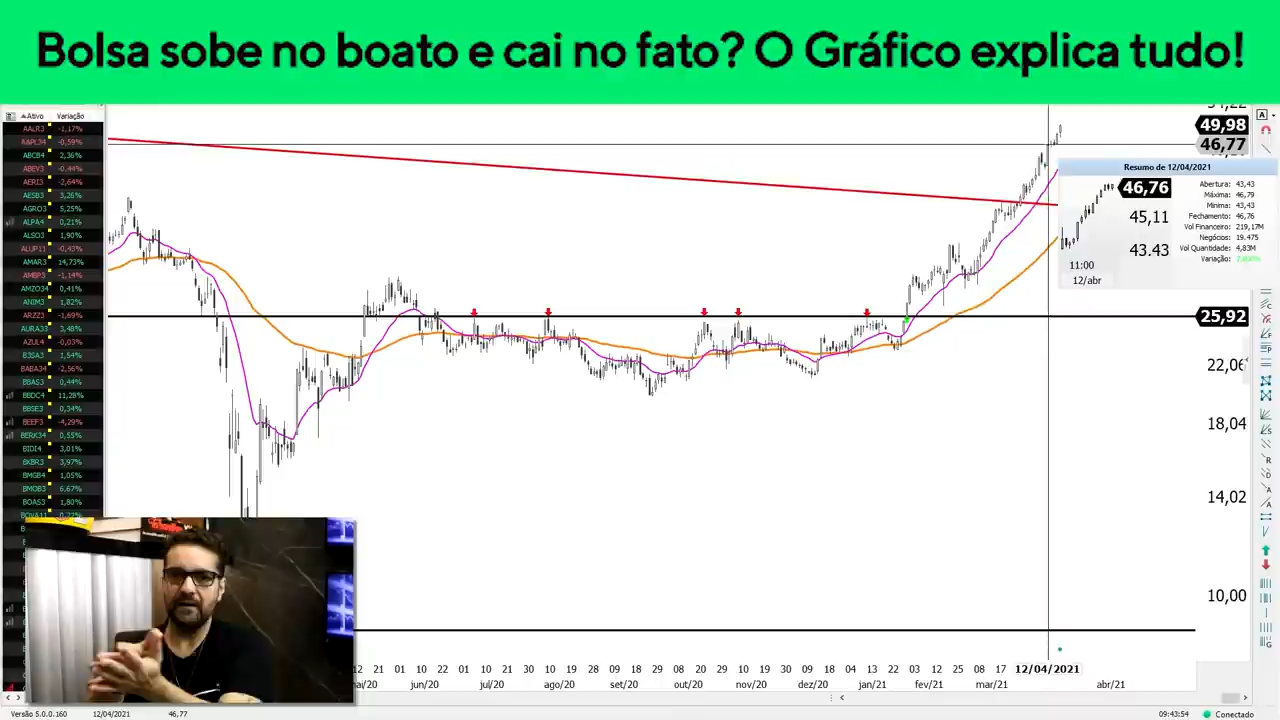 Bolsa sobe no boato e cai no fato? O Gráfico explica tudo!
Ativo Variação
AALR3 -1,17%
AAPL34 -0,59%
ABCB4 2,36%
ABEV3 -0,44%
AERI3 -2,64%
AESB3 3,26%
AGRO3 5,25%
ALPA4 0,21%
ALSO3 1,90%
ALUP11 -0,43%
AMAR3 14,73%
AMBP3 -1,14%
AMZO34 0,41%
ANIM3 1,82%
ARZZ3 -1,69%
AURA33 3,48%
AZUL4 -0,03%
B3SA3 1,54%
BABA34 -2,56%
BBAS3 0,44%
BBDC4 11,28%
BBSE3 0,34%
BEEF3 -4,29%
BERK34 0,55%
BIDI4 3,01%
BKBR3 3,97%
BMGB4 1,05%
BMOB3 6,67%
BOAS3 1,80%
BOVA11 0,22%
49,98
46,77
Resumo de 12/04/2021
46,76
45,11
43.43
11:00
12/abr
Abertura: 43,43
Máxima: 46,79
Mínima: 43,43
Fechamento: 46,76
Vol Financeiro: 219,17M
Negócios: 19.475
Vol Quantidade: 4,83M
Variação:
25,92
22,06
18,04
14,02
10,00
12 21 01 10 22 01 13 22 31 11 20 31 09 18 29 08 20 29 10 19 30 09 18 04 13 22 03 12 25 08 17 12/04/2021
jun/20 jul/20 ago/20 set/20 out/20 nov/20 dez/20 jan/21 fev/21 mar/21 abr/21
Versão 5.0.0.160 12/04/2021 46,77 09:43:54 Conectado